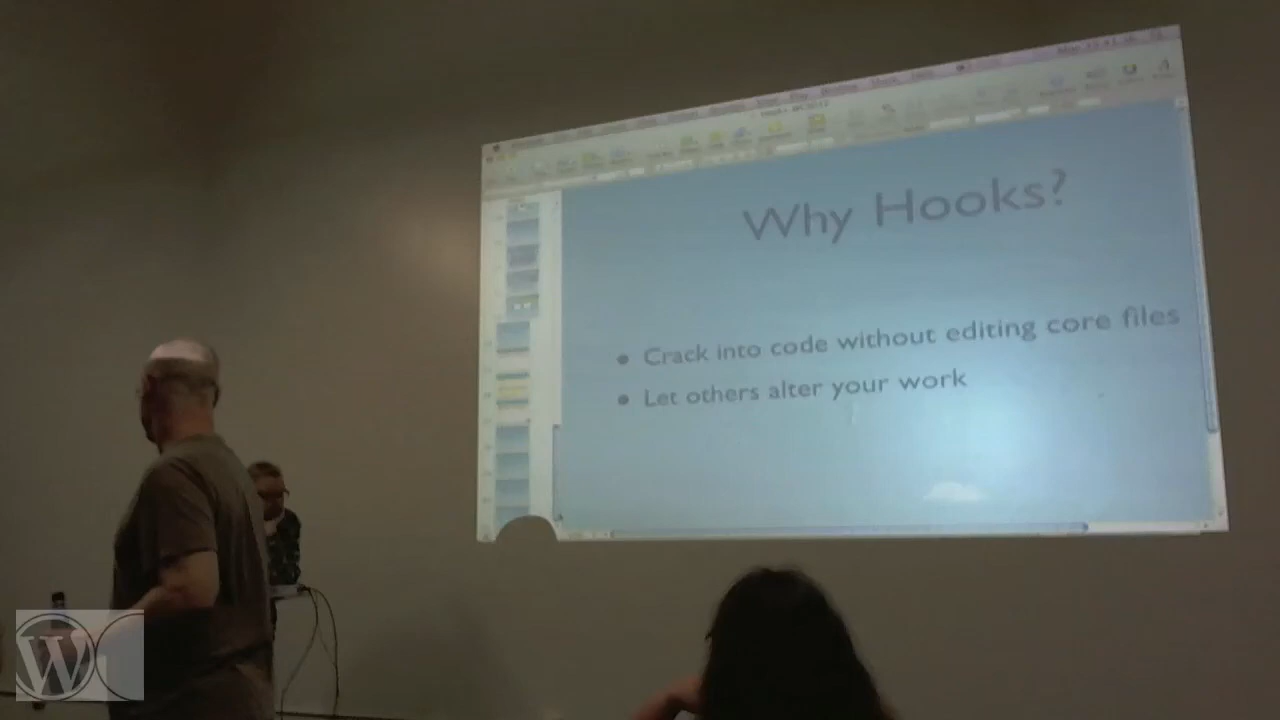 Why Hooks?
• Crack into code without editing core files
• Let others alter your work
W